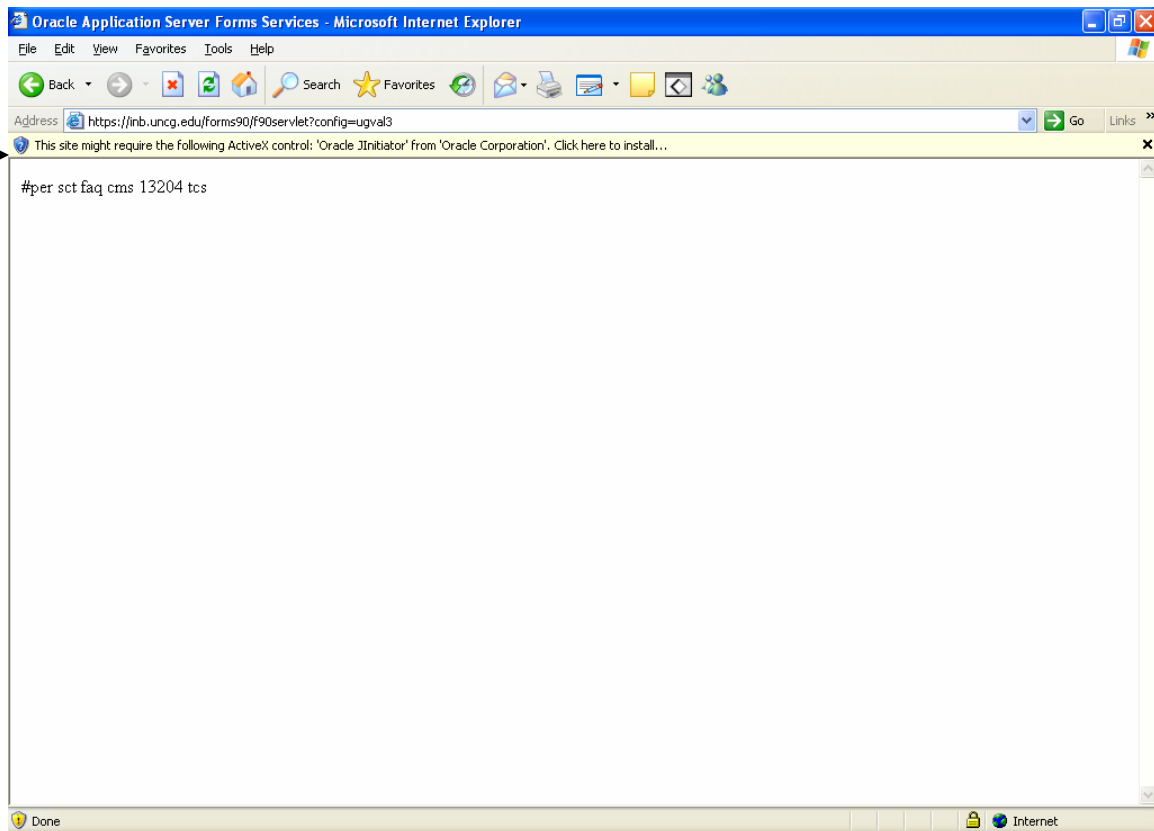 Oracle Application Server Forms Services - Microsoft Internet Explorer
File Edit View Favorites Tools Help
Back Search Favorites
Address https://inb.uncg.edu/forms90/f90servlet?config=ugval3 Go Links »
This site might require the following ActiveX control: 'Oracle JInitiator' from 'Oracle Corporation'. Click here to install...
#per sct faq cms 13204 tcs
Done Internet